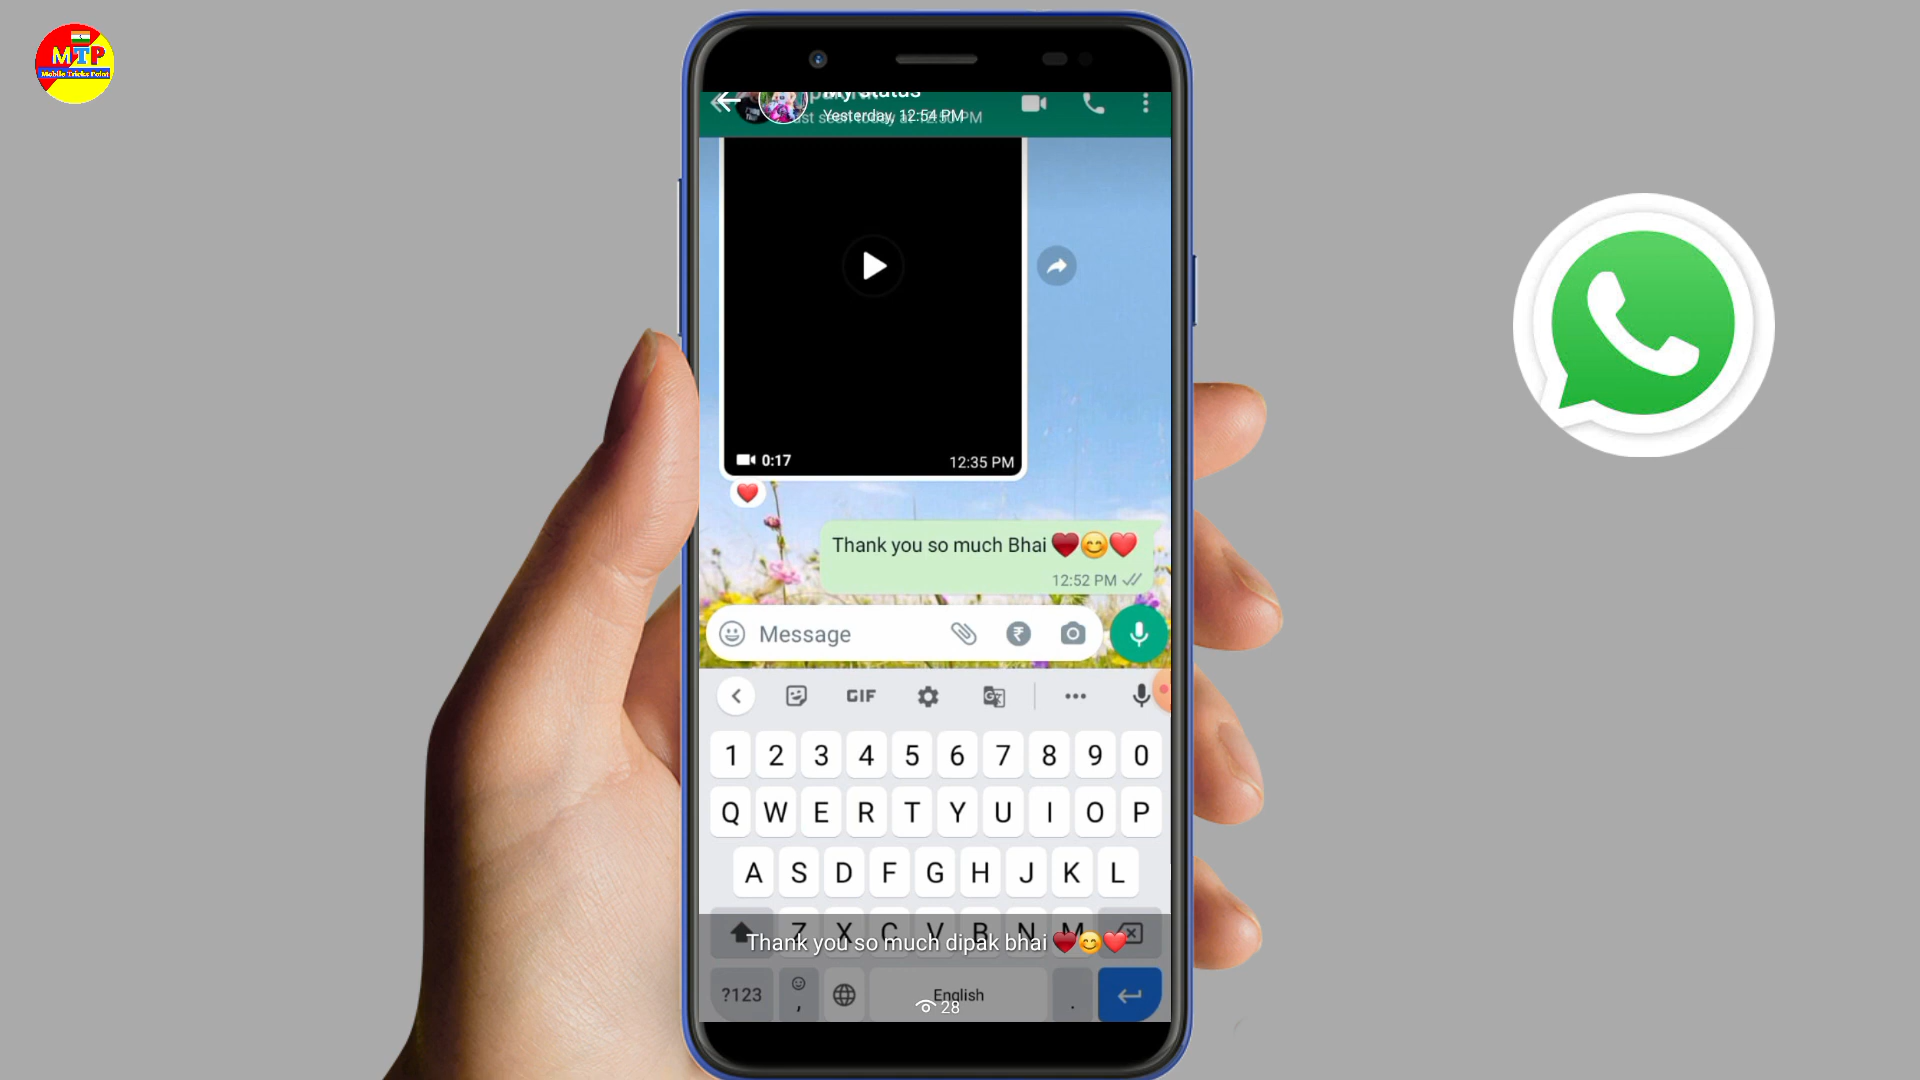 MTP
Mobile Tricks Point
My Status
Yesterday, 12:54 PM
0:17
12:35 PM
Thank you so much Bhai ♥️😊❤️
12:52 PM
Message
GIF
1 2 3 4 5 6 7 8 9 0
Q W E R T Y U I O P
A S D F G H J K L
Z X C V B N M
Thank you so much dipak bhai ♥️😊❤️
?123 , English .
28